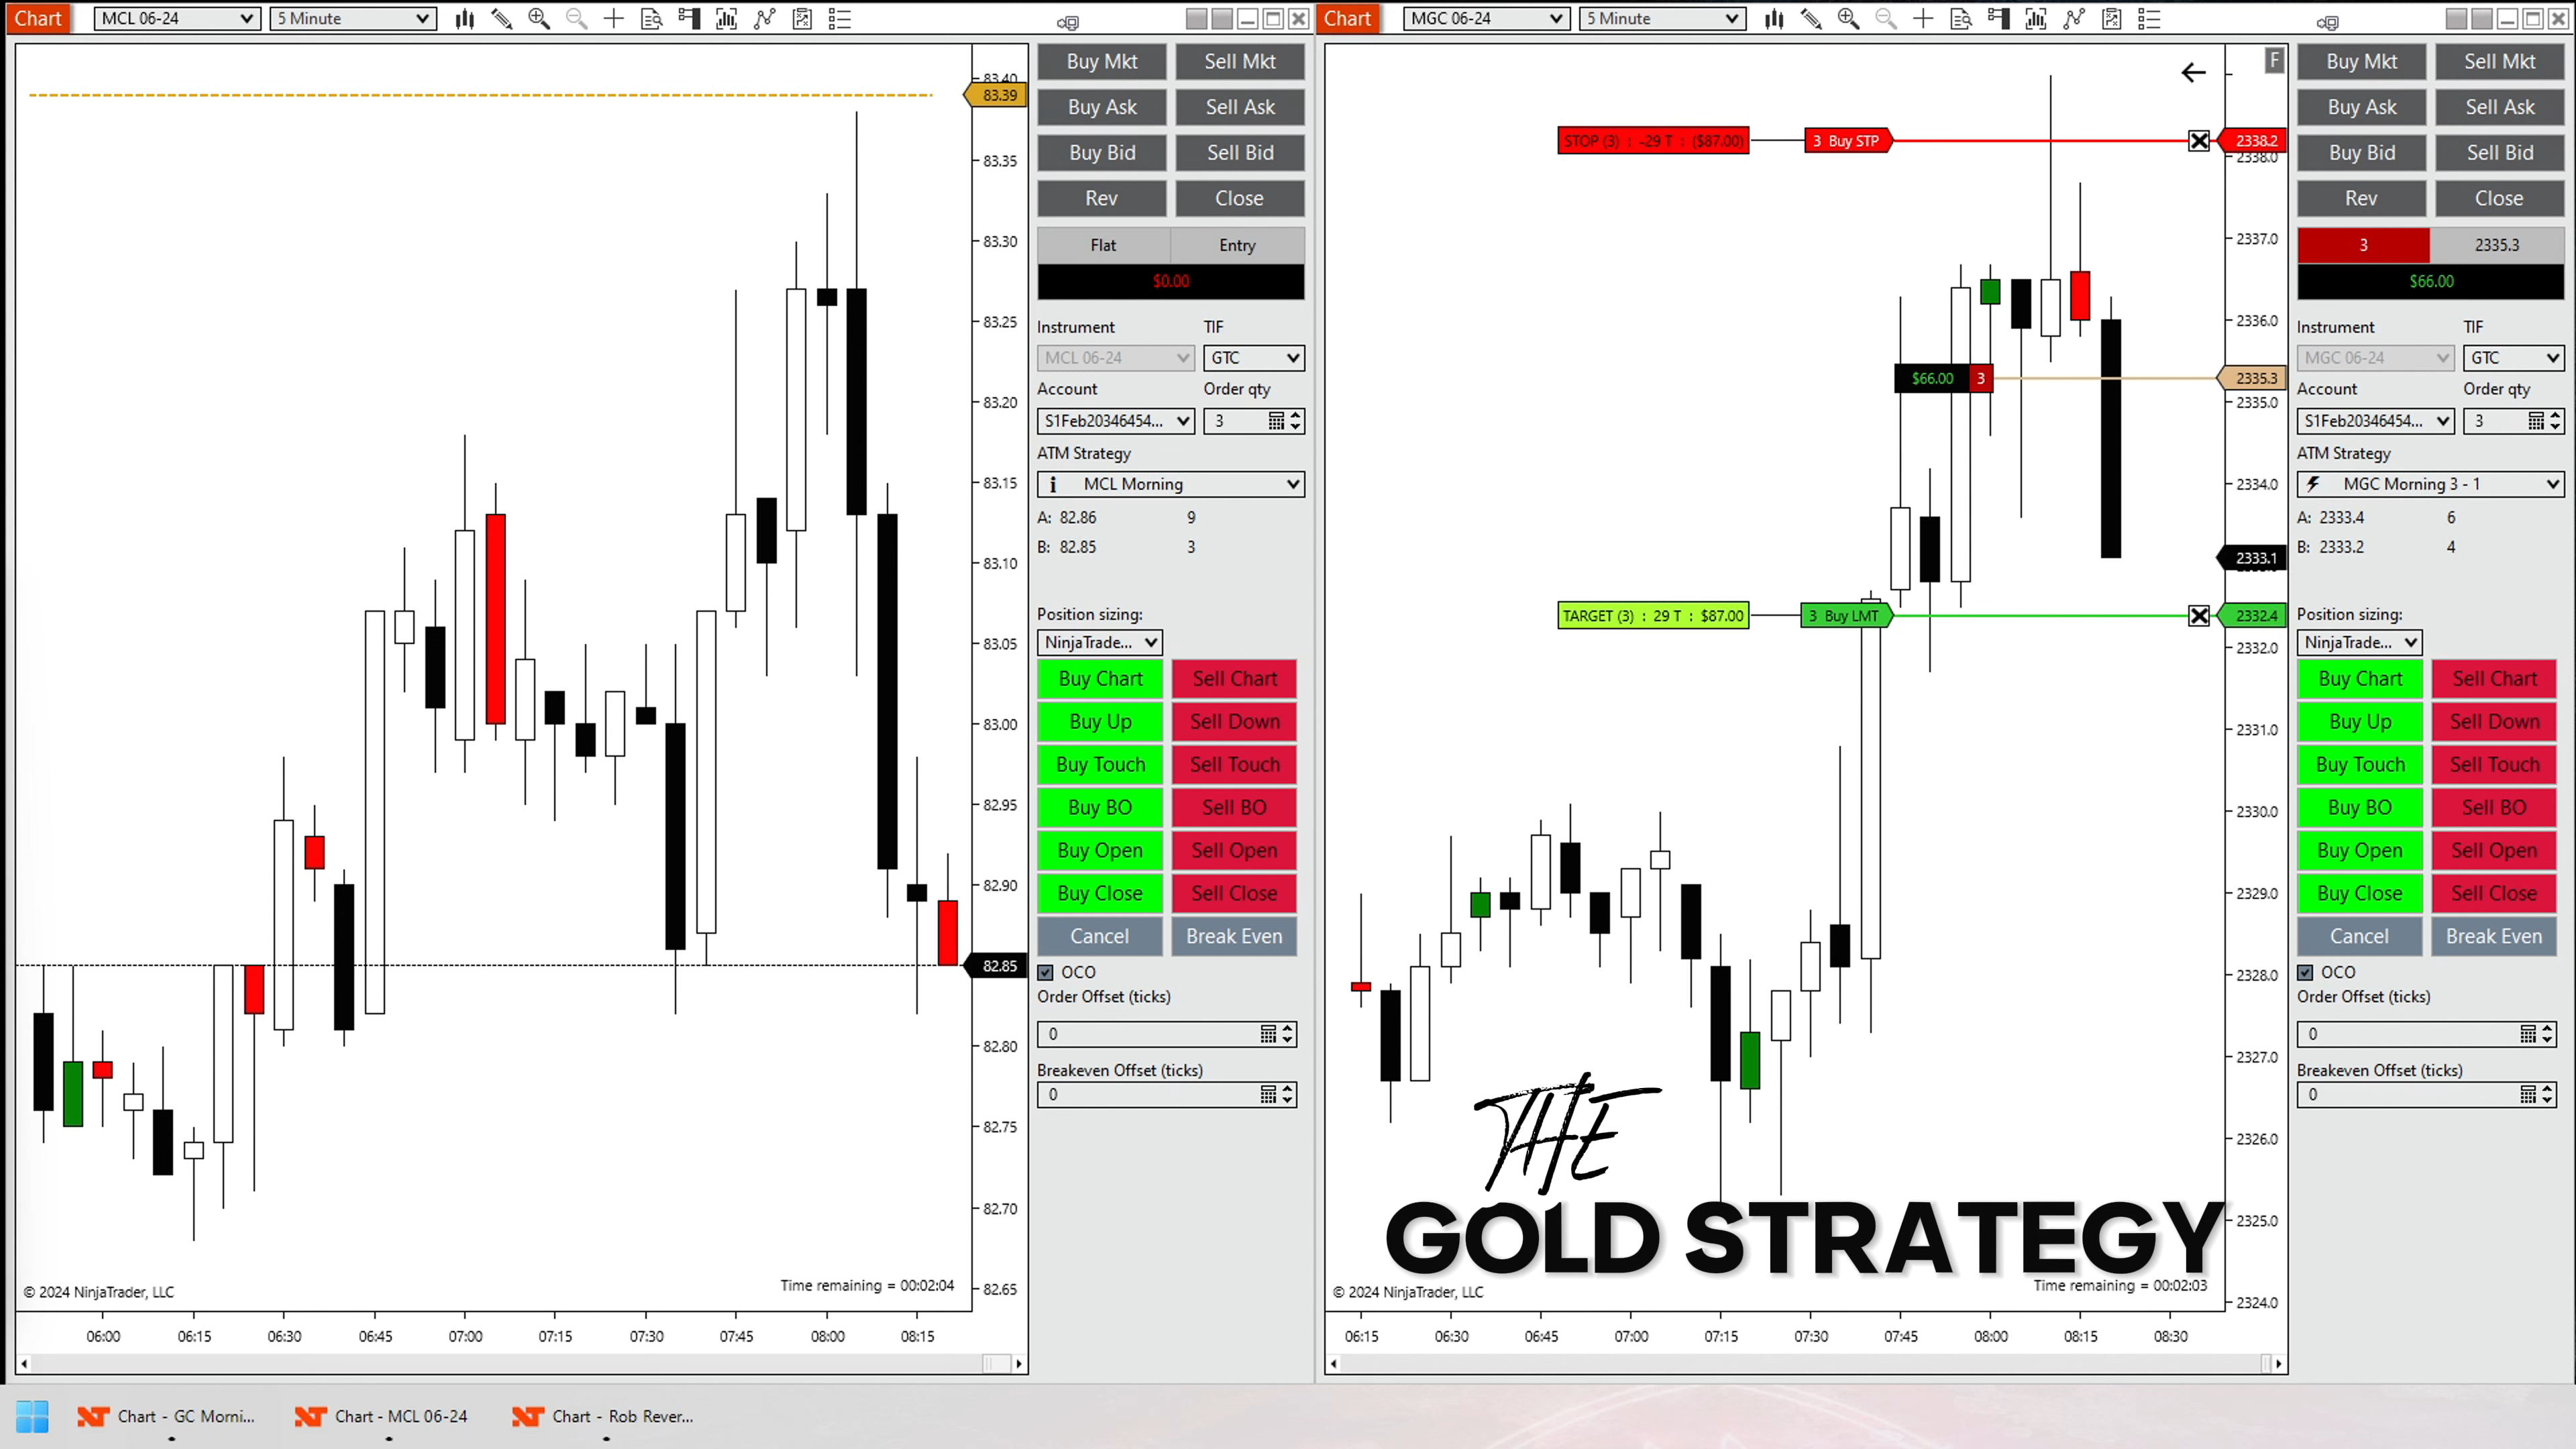 Chart MCL 06-24 5 Minute
83.40
83.39
83.35
83.30
83.25
83.20
83.15
83.10
83.05
83.00
82.95
82.90
82.85
82.80
82.75
82.70
82.65
© 2024 NinjaTrader, LLC
Time remaining = 00:02:04
06:00 06:15 06:30 06:45 07:00 07:15 07:30 07:45 08:00 08:15
Buy Mkt Sell Mkt
Buy Ask Sell Ask
Buy Bid Sell Bid
Rev Close
Flat Entry
$0.00
Instrument TIF
MCL 06-24 GTC
Account Order qty
S1Feb20346454... 3
ATM Strategy
MCL Morning
A: 82.86 9
B: 82.85 3
Position sizing:
NinjaTrade...
Buy Chart Sell Chart
Buy Up Sell Down
Buy Touch Sell Touch
Buy BO Sell BO
Buy Open Sell Open
Buy Close Sell Close
Cancel Break Even
OCO
Order Offset (ticks)
0
Breakeven Offset (ticks)
0
Chart MGC 06-24 5 Minute
F
STOP (3) : -29 T : ($87.00) 3 Buy STP 2338.2
2338.0
2337.0
2336.0
$66.00 3 2335.3
2335.0
2334.0
2333.1
TARGET (3) : 29 T : $87.00 3 Buy LMT 2332.4
2332.0
2331.0
2330.0
2329.0
2328.0
2327.0
2326.0
2325.0
2324.0
THE
GOLD STRATEGY
© 2024 NinjaTrader, LLC
Time remaining = 00:02:03
06:15 06:30 06:45 07:00 07:15 07:30 07:45 08:00 08:15 08:30
Buy Mkt Sell Mkt
Buy Ask Sell Ask
Buy Bid Sell Bid
Rev Close
3 2335.3
$66.00
Instrument TIF
MGC 06-24 GTC
Account Order qty
S1Feb20346454... 3
ATM Strategy
MGC Morning 3 - 1
A: 2333.4 6
B: 2333.2 4
Position sizing:
NinjaTrade...
Buy Chart Sell Chart
Buy Up Sell Down
Buy Touch Sell Touch
Buy BO Sell BO
Buy Open Sell Open
Buy Close Sell Close
Cancel Break Even
OCO
Order Offset (ticks)
0
Breakeven Offset (ticks)
0
Chart - GC Morni... Chart - MCL 06-24 Chart - Rob Rever...